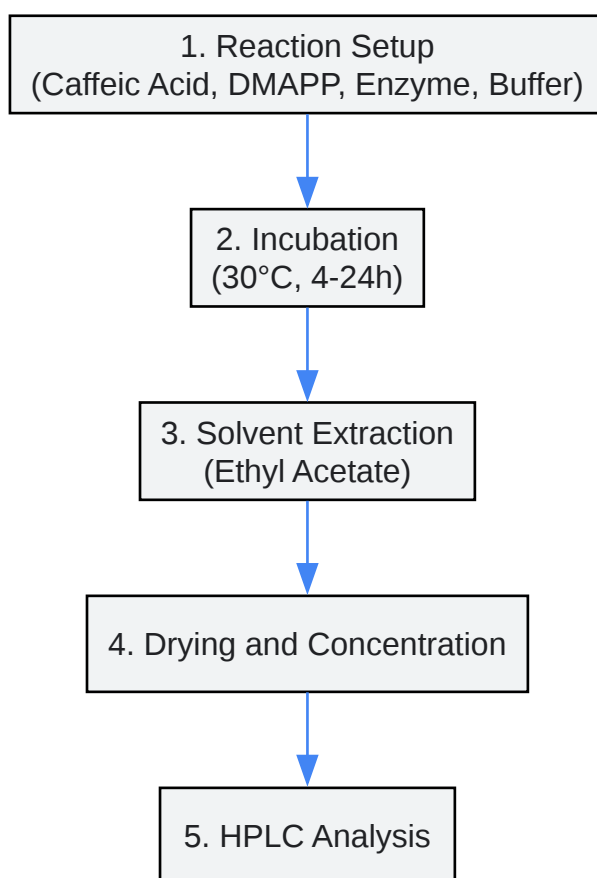 1. Reaction Setup
(Caffeic Acid, DMAPP, Enzyme, Buffer)
2. Incubation
(30°C, 4-24h)
3. Solvent Extraction
(Ethyl Acetate)
4. Drying and Concentration
5. HPLC Analysis